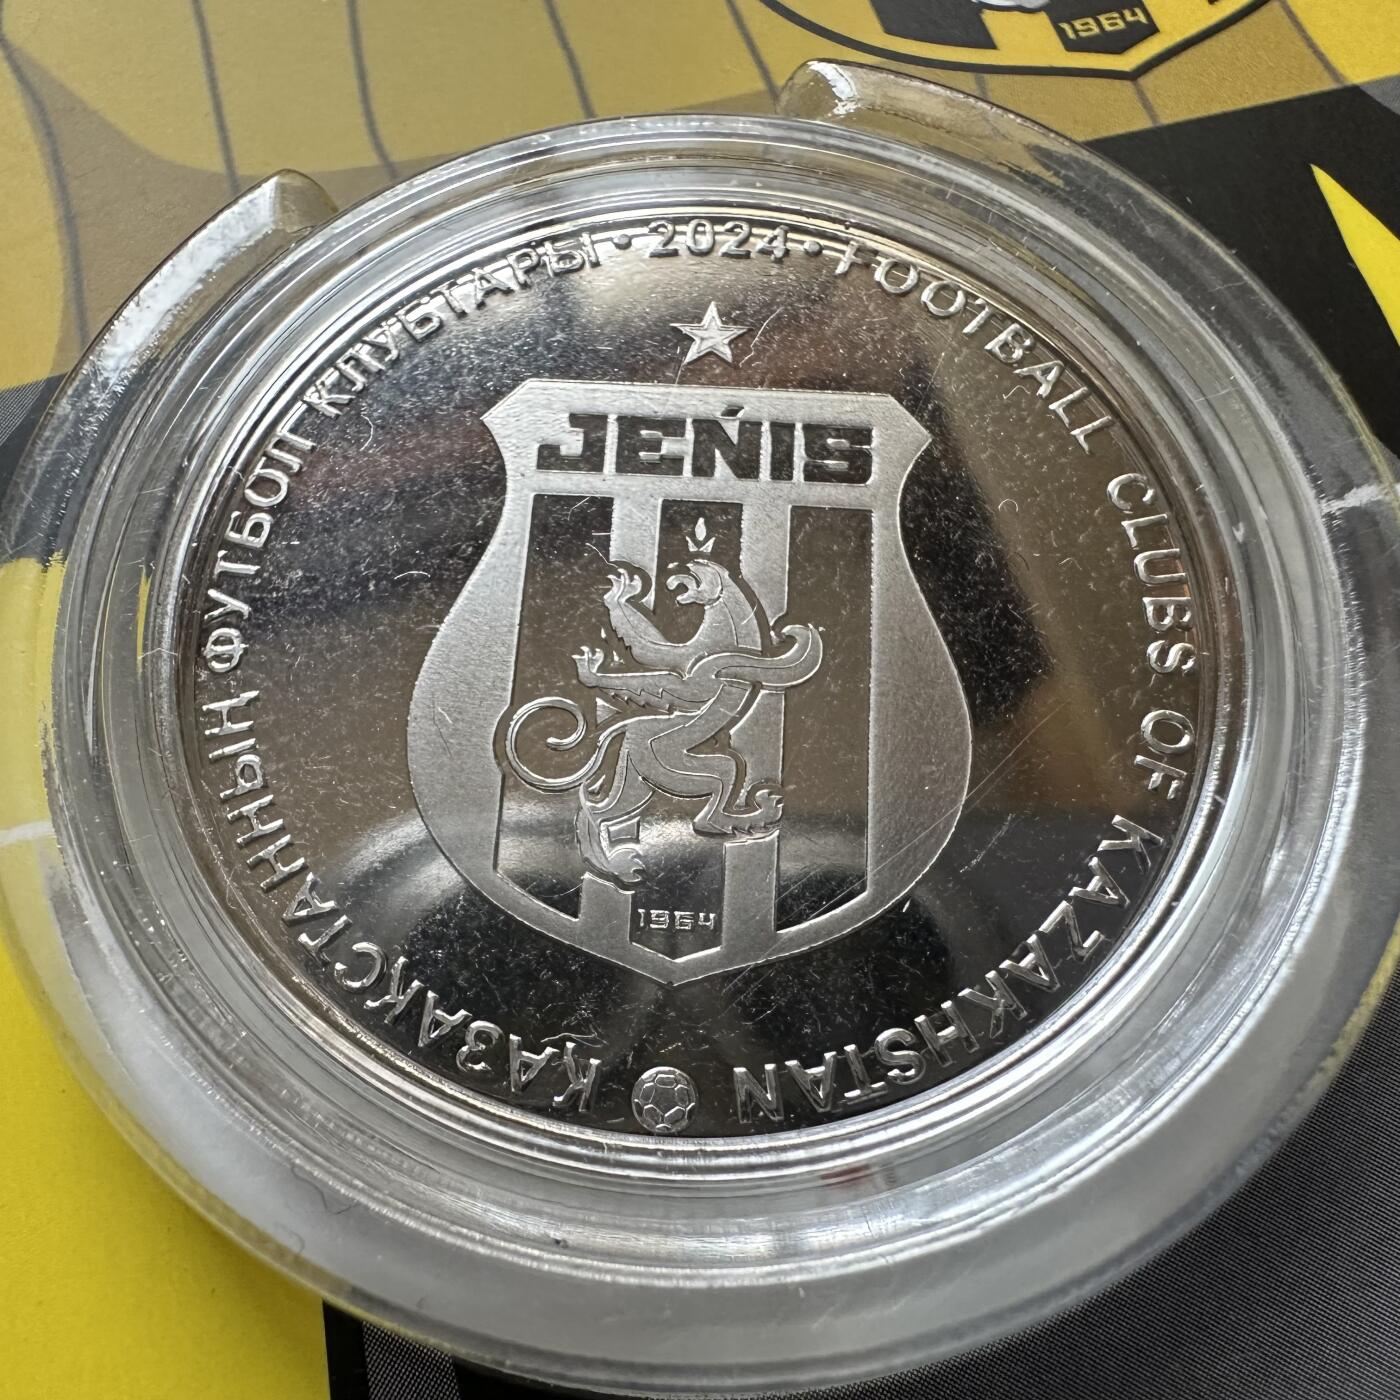 1964
ҚАЗАҚСТАННЫҢ ФУТБОЛ КЛУБТАРЫ • 2024 • FOOTBALL CLUBS OF KAZAKHSTAN
JEŃIS
1964